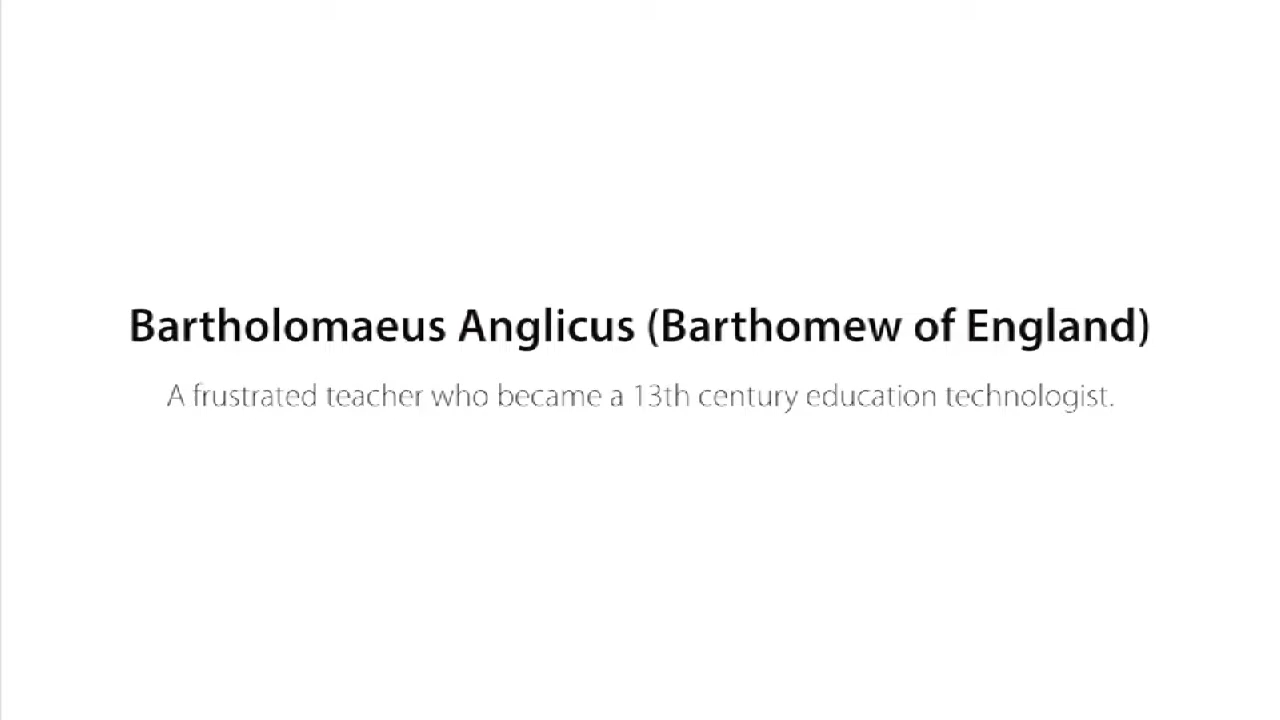 Bartholomaeus Anglicus (Barthomew of England)
A frustrated teacher who became a 13th century education technologist.